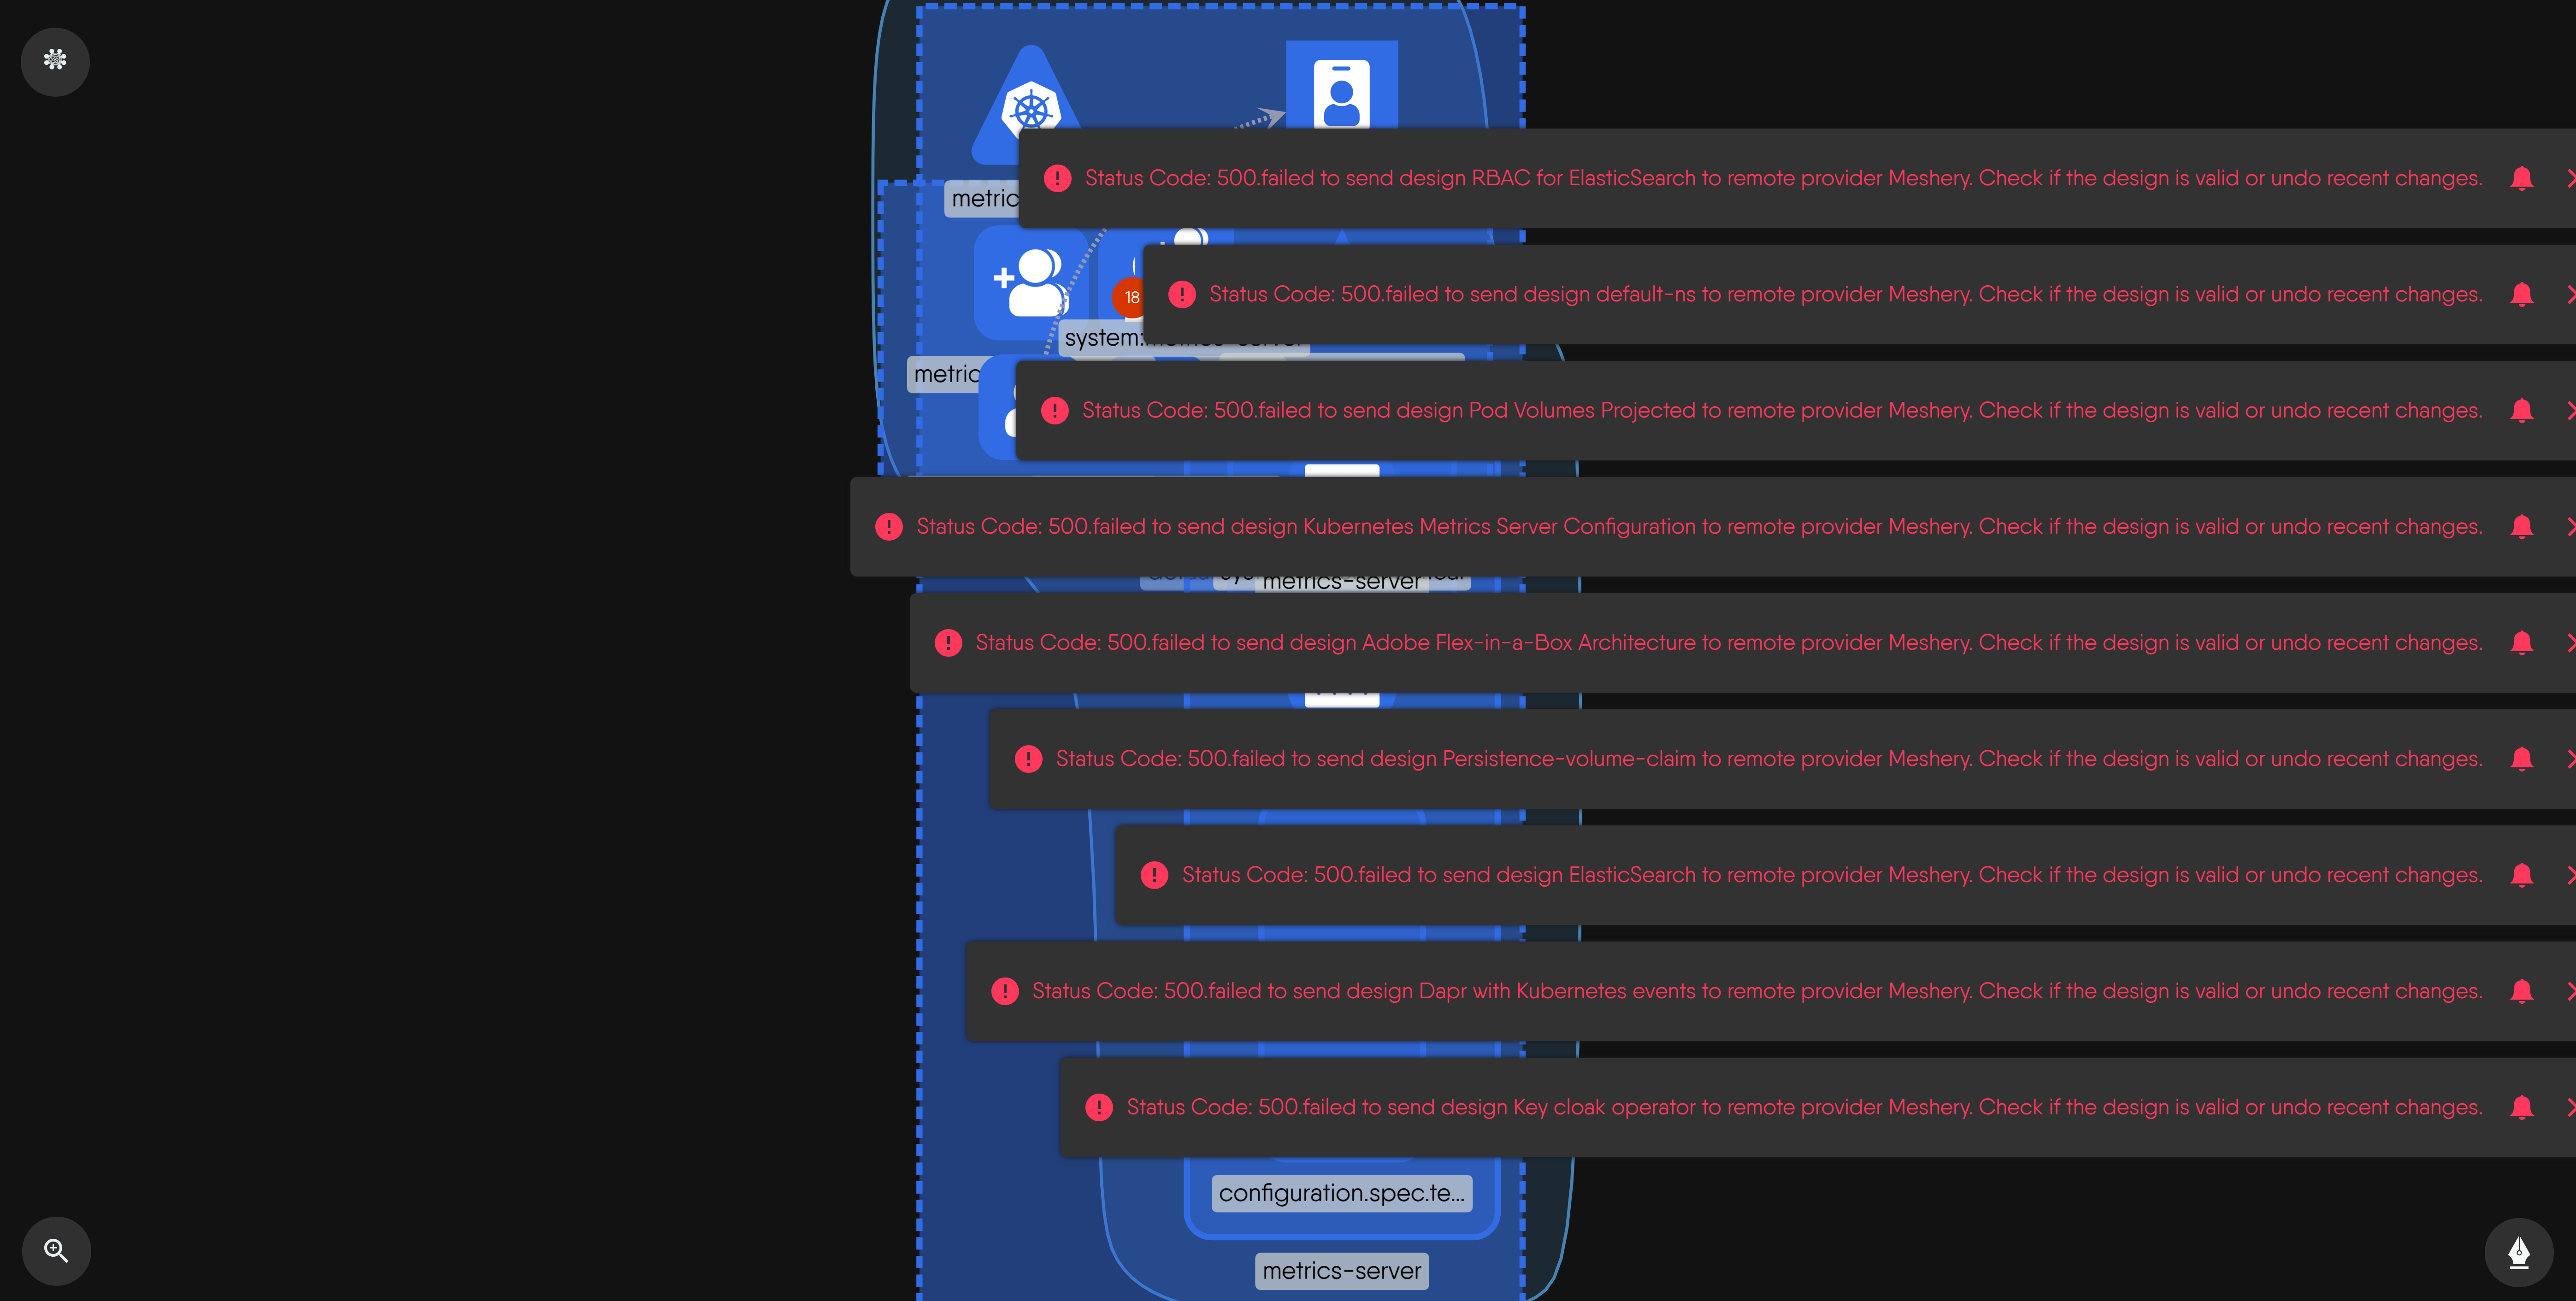 Status Code: 500.failed to send design RBAC for ElasticSearch to remote provider Meshery. Check if the design is valid or undo recent changes.
metric
18
Status Code: 500.failed to send design default-ns to remote provider Meshery. Check if the design is valid or undo recent changes.
system:metrics-server
metric
Status Code: 500.failed to send design Pod Volumes Projected to remote provider Meshery. Check if the design is valid or undo recent changes.
Status Code: 500.failed to send design Kubernetes Metrics Server Configuration to remote provider Meshery. Check if the design is valid or undo recent changes.
metrics-server
Status Code: 500.failed to send design Adobe Flex-in-a-Box Architecture to remote provider Meshery. Check if the design is valid or undo recent changes.
Status Code: 500.failed to send design Persistence-volume-claim to remote provider Meshery. Check if the design is valid or undo recent changes.
Status Code: 500.failed to send design ElasticSearch to remote provider Meshery. Check if the design is valid or undo recent changes.
Status Code: 500.failed to send design Dapr with Kubernetes events to remote provider Meshery. Check if the design is valid or undo recent changes.
Status Code: 500.failed to send design Key cloak operator to remote provider Meshery. Check if the design is valid or undo recent changes.
configuration.spec.te...
metrics-server